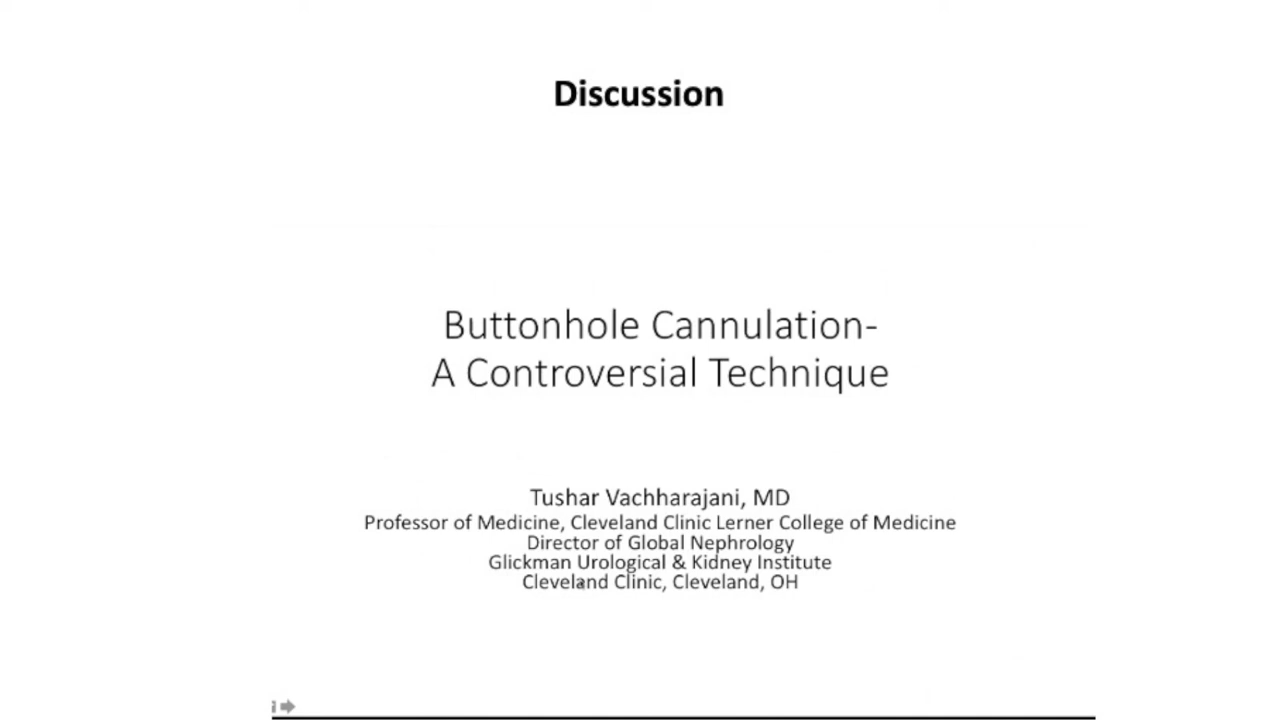 Discussion
Buttonhole Cannulation-
A Controversial Technique
Tushar Vachharajani, MD
Professor of Medicine, Cleveland Clinic Lerner College of Medicine
Director of Global Nephrology
Glickman Urological & Kidney Institute
Cleveland Clinic, Cleveland, OH